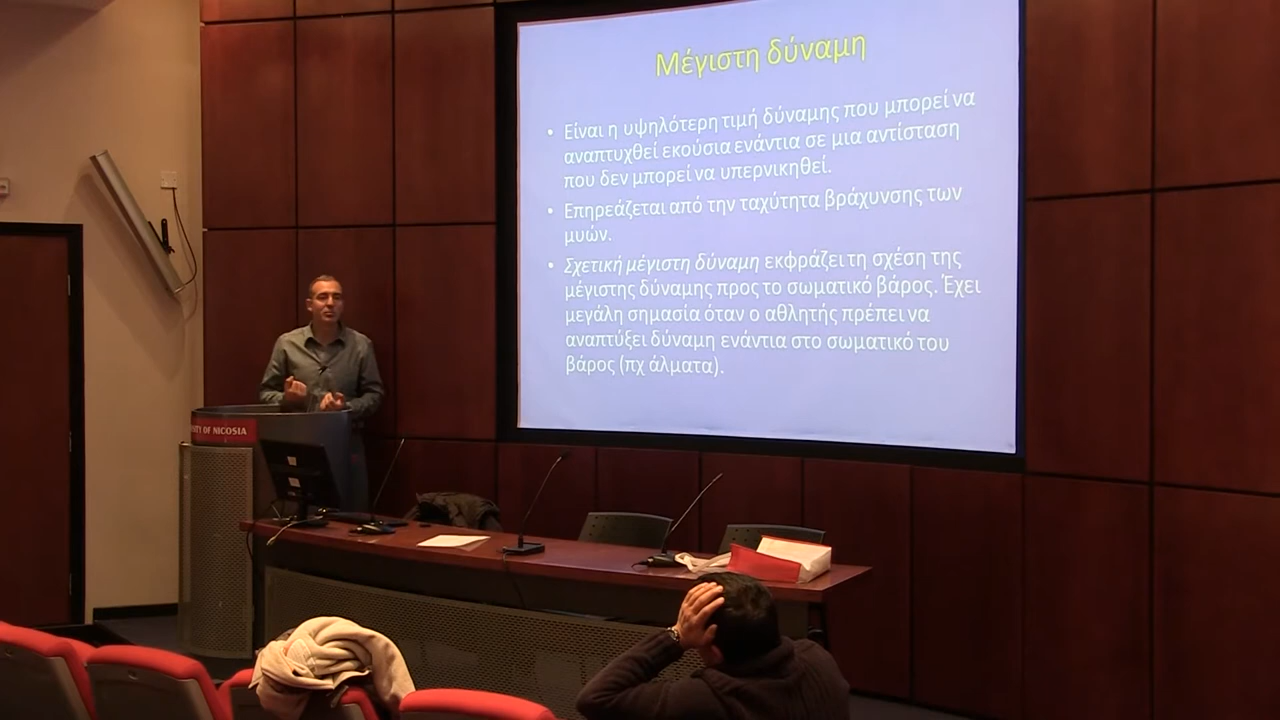 Μέγιστη δύναμη
• Είναι η υψηλότερη τιμή δύναμης που μπορεί να
αναπτυχθεί εκούσια ενάντια σε μια αντίσταση
που δεν μπορεί να υπερνικηθεί.
• Επηρεάζεται από την ταχύτητα βράχυνσης των
μυών.
• Σχετική μέγιστη δύναμη εκφράζει τη σχέση της
μέγιστης δύναμης προς το σωματικό βάρος. Έχει
μεγάλη σημασία όταν ο αθλητής πρέπει να
αναπτύξει δύναμη ενάντια στο σωματικό του
βάρος (πχ άλματα).
SITY OF NICOSIA